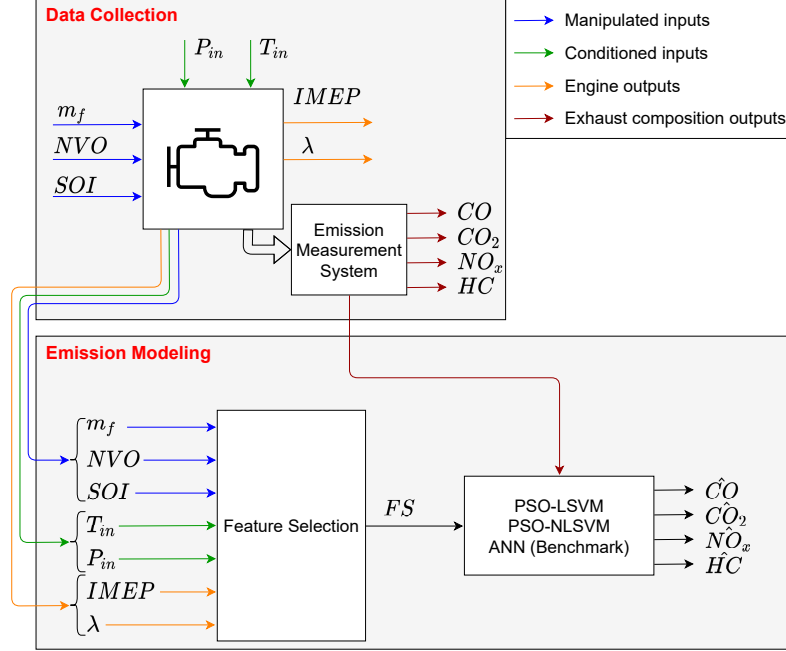 Data Collection
P_in
T_in
m_f
NVO
SOI
IMEP
λ
Emission
Measurement
System
CO
CO_2
NO_x
HC
Manipulated inputs
Conditioned inputs
Engine outputs
Exhaust composition outputs
Emission Modeling
m_f
NVO
SOI
T_in
P_in
IMEP
λ
Feature Selection
FS
PSO-LSVM
PSO-NLSVM
ANN (Benchmark)
CÔ
CÔ_2
NÔ_x
HĈ